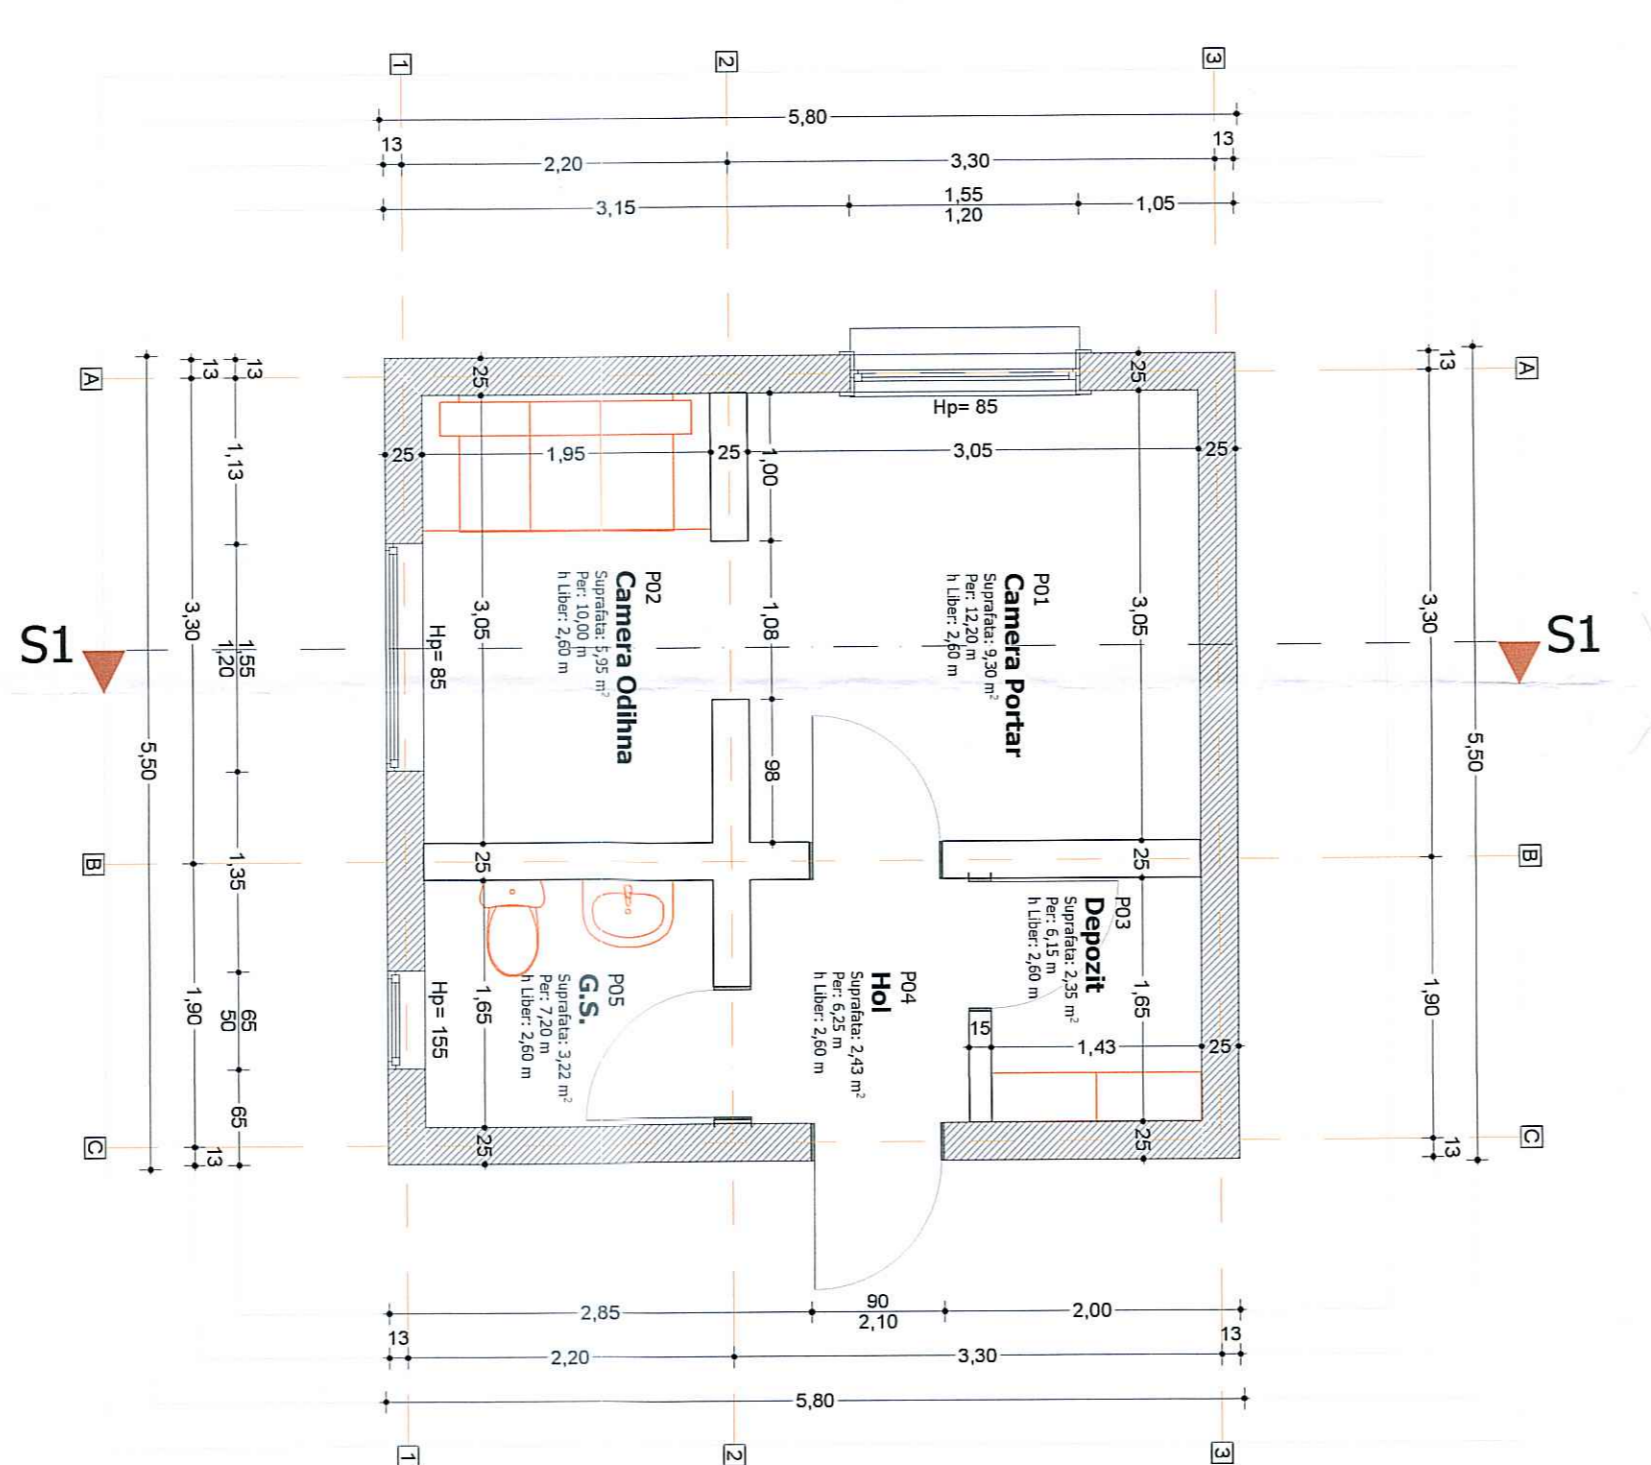 1
2
3
5,80
13
2,20
3,30
13
3,15
1,55
1,20
1,05
A
13
13
1,13
3,30
1,55
1,20
5,50
1,35
B
1,90
65
50
65
13
C
S1
S1
25
25
Hp= 85
25
1,95
25
1,00
3,05
25
3,05
1,08
3,05
98
Hp= 85
P02
Camera Odihna
Suprafata: 5,95 m²
Per: 10,00 m
h Liber: 2,60 m
P01
Camera Portar
Suprafata: 9,30 m²
Per: 12,20 m
h Liber: 2,60 m
25
25
P03
Depozit
Suprafata: 2,35 m²
Per: 6,15 m
h Liber: 2,60 m
P04
Hol
Suprafata: 2,43 m²
Per: 6,25 m
h Liber: 2,60 m
P05
G.S.
Suprafata: 3,22 m²
Per: 7,20 m
h Liber: 2,60 m
Hp= 155
1,65
1,65
15
1,43
25
25
25
A
13
3,30
5,50
B
1,90
13
C
2,85
90
2,10
2,00
13
2,20
3,30
13
5,80
1
2
3